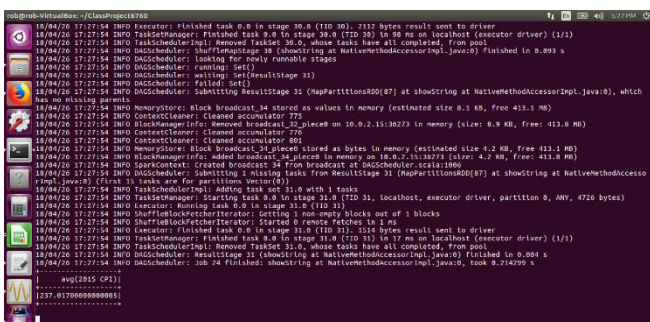 rob@rob-VirtualBox: ~/ClassProject6760
5:27 PM
18/04/26 17:27:54 INFO Executor: Finished task 0.0 in stage 30.0 (TID 30). 2112 bytes result sent to driver
18/04/26 17:27:54 INFO TaskSetManager: Finished task 0.0 in stage 30.0 (TID 30) in 98 ms on localhost (executor driver) (1/1)
18/04/26 17:27:54 INFO TaskSchedulerImpl: Removed TaskSet 30.0, whose tasks have all completed, from pool
18/04/26 17:27:54 INFO DAGScheduler: ShuffleMapStage 30 (showString at NativeMethodAccessorImpl.java:0) finished in 0.093 s
18/04/26 17:27:54 INFO DAGScheduler: looking for newly runnable stages
18/04/26 17:27:54 INFO DAGScheduler: running: Set()
18/04/26 17:27:54 INFO DAGScheduler: waiting: Set(ResultStage 31)
18/04/26 17:27:54 INFO DAGScheduler: failed: Set()
18/04/26 17:27:54 INFO DAGScheduler: Submitting ResultStage 31 (MapPartitionsRDD[87] at showString at NativeMethodAccessorImpl.java:0), which
has no missing parents
18/04/26 17:27:54 INFO MemoryStore: Block broadcast_34 stored as values in memory (estimated size 8.1 KB, free 413.1 MB)
18/04/26 17:27:54 INFO ContextCleaner: Cleaned accumulator 775
18/04/26 17:27:54 INFO BlockManagerInfo: Removed broadcast_32_piece0 on 10.0.2.15:36273 in memory (size: 8.9 KB, free: 413.8 MB)
18/04/26 17:27:54 INFO ContextCleaner: Cleaned accumulator 776
18/04/26 17:27:54 INFO ContextCleaner: Cleaned accumulator 801
18/04/26 17:27:54 INFO MemoryStore: Block broadcast_34_piece0 stored as bytes in memory (estimated size 4.2 KB, free 413.1 MB)
18/04/26 17:27:54 INFO BlockManagerInfo: Added broadcast_34_piece0 in memory on 10.0.2.15:36273 (size: 4.2 KB, free: 413.8 MB)
18/04/26 17:27:54 INFO SparkContext: Created broadcast 34 from broadcast at DAGScheduler.scala:1006
18/04/26 17:27:54 INFO DAGScheduler: Submitting 1 missing tasks from ResultStage 31 (MapPartitionsRDD[87] at showString at NativeMethodAccesso
rImpl.java:0) (first 15 tasks are for partitions Vector(0))
18/04/26 17:27:54 INFO TaskSchedulerImpl: Adding task set 31.0 with 1 tasks
18/04/26 17:27:54 INFO TaskSetManager: Starting task 0.0 in stage 31.0 (TID 31, localhost, executor driver, partition 0, ANY, 4726 bytes)
18/04/26 17:27:54 INFO Executor: Running task 0.0 in stage 31.0 (TID 31)
18/04/26 17:27:54 INFO ShuffleBlockFetcherIterator: Getting 1 non-empty blocks out of 1 blocks
18/04/26 17:27:54 INFO ShuffleBlockFetcherIterator: Started 0 remote fetches in 1 ms
18/04/26 17:27:54 INFO Executor: Finished task 0.0 in stage 31.0 (TID 31). 1514 bytes result sent to driver
18/04/26 17:27:54 INFO TaskSetManager: Finished task 0.0 in stage 31.0 (TID 31) in 17 ms on localhost (executor driver) (1/1)
18/04/26 17:27:54 INFO TaskSchedulerImpl: Removed TaskSet 31.0, whose tasks have all completed, from pool
18/04/26 17:27:54 INFO DAGScheduler: ResultStage 31 (showString at NativeMethodAccessorImpl.java:0) finished in 0.004 s
18/04/26 17:27:54 INFO DAGScheduler: Job 24 finished: showString at NativeMethodAccessorImpl.java:0, took 0.214299 s
+------------------+
|     avg(2015 CPI)|
+------------------+
|237.01700000000005|
+------------------+